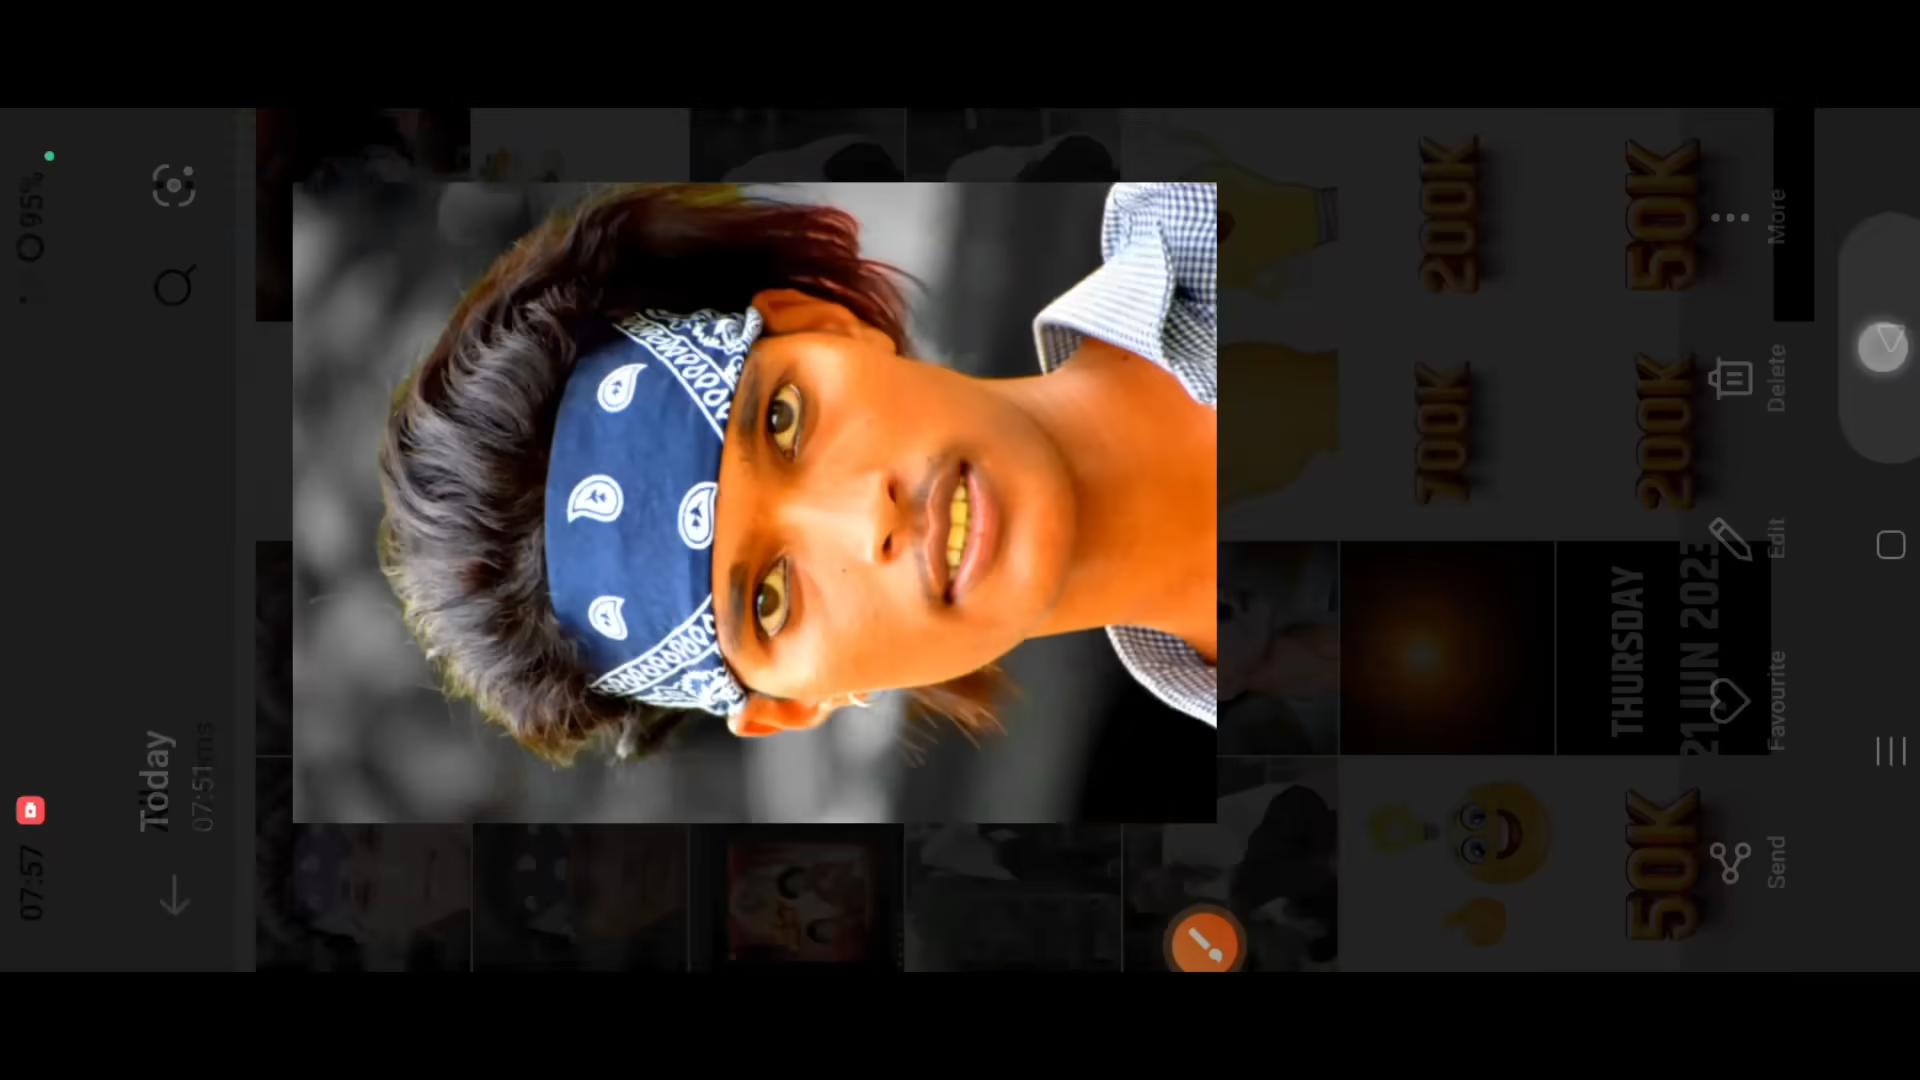 07:57
95%
Today
07:51
200K
50K
700K
200K
THURSDAY
21 JUN 2023
50K
Send
Favourite
Edit
Delete
More